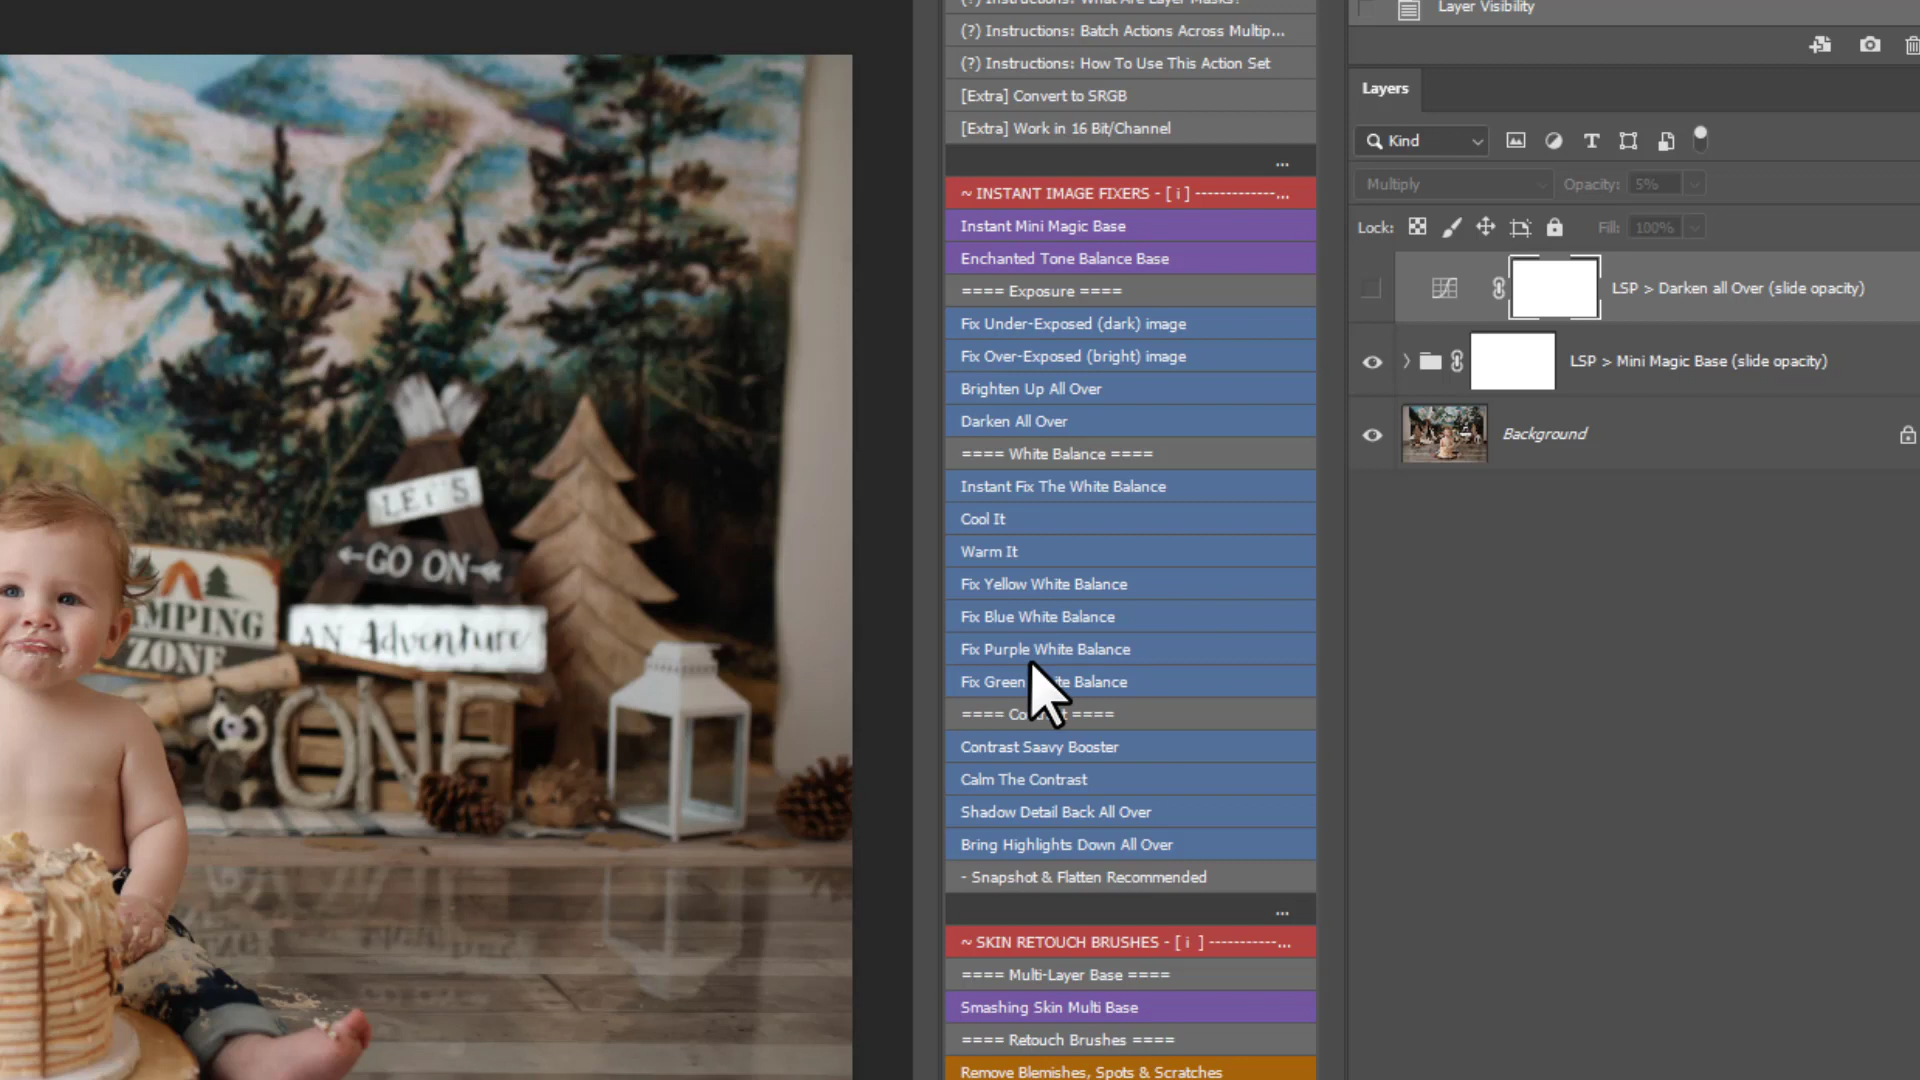 (?) Instructions: What Are Layer Masks?
(?) Instructions: Batch Actions Across Multip...
(?) Instructions: How To Use This Action Set
[Extra] Convert to SRGB
[Extra] Work in 16 Bit/Channel
...
~ INSTANT IMAGE FIXERS - [ i ] -------------...
Instant Mini Magic Base
Enchanted Tone Balance Base
==== Exposure ====
Fix Under-Exposed (dark) image
Fix Over-Exposed (bright) image
Brighten Up All Over
Darken All Over
==== White Balance ====
Instant Fix The White Balance
Cool It
Warm It
Fix Yellow White Balance
Fix Blue White Balance
Fix Purple White Balance
Fix Green Balance
==== ====
Contrast Saavy Booster
Calm The Contrast
Shadow Detail Back All Over
Bring Highlights Down All Over
- Snapshot & Flatten Recommended
...
~ SKIN RETOUCH BRUSHES - [ i ] -----------...
==== Multi-Layer Base ====
Smashing Skin Multi Base
==== Retouch Brushes ====
Remove Blemishes, Spots & Scratches
Layer Visibility
Layers
Kind
Multiply Opacity: 5%
Lock: Fill: 100%
LSP > Darken all Over (slide opacity)
LSP > Mini Magic Base (slide opacity)
Background
LEI'S
GO ON
AN Adventure
MPING
ZONE
ONE